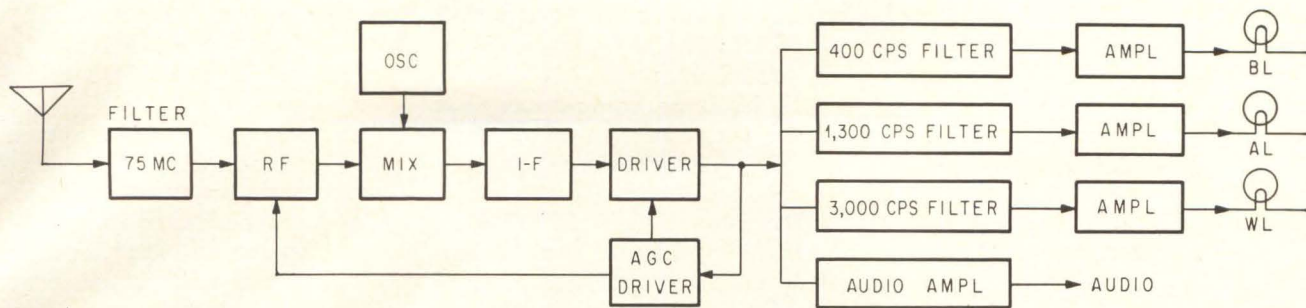 OSC
FILTER
75 MC
RF
MIX
I-F
DRIVER
AGC
DRIVER
400 CPS FILTER
AMPL
BL
1,300 CPS FILTER
AMPL
AL
3,000 CPS FILTER
AMPL
WL
AUDIO AMPL
AUDIO